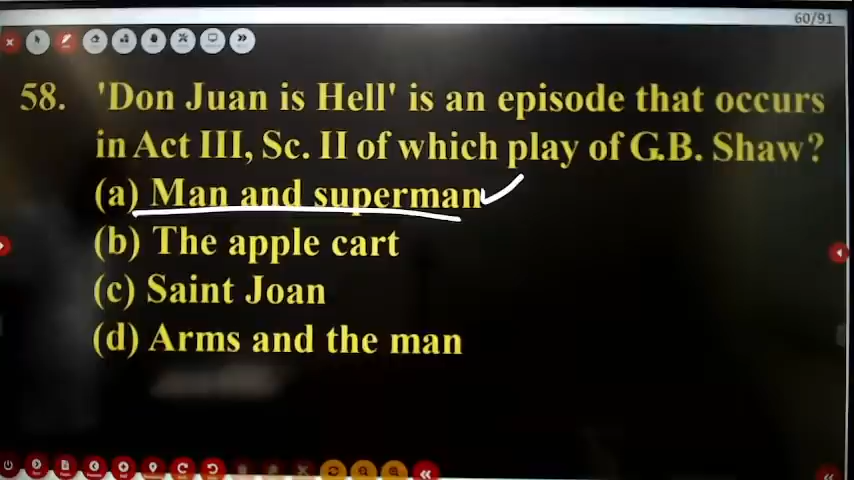 60/91
58. 'Don Juan is Hell' is an episode that occurs
in Act III, Sc. II of which play of G.B. Shaw?
(a) Man and superman
(b) The apple cart
(c) Saint Joan
(d) Arms and the man